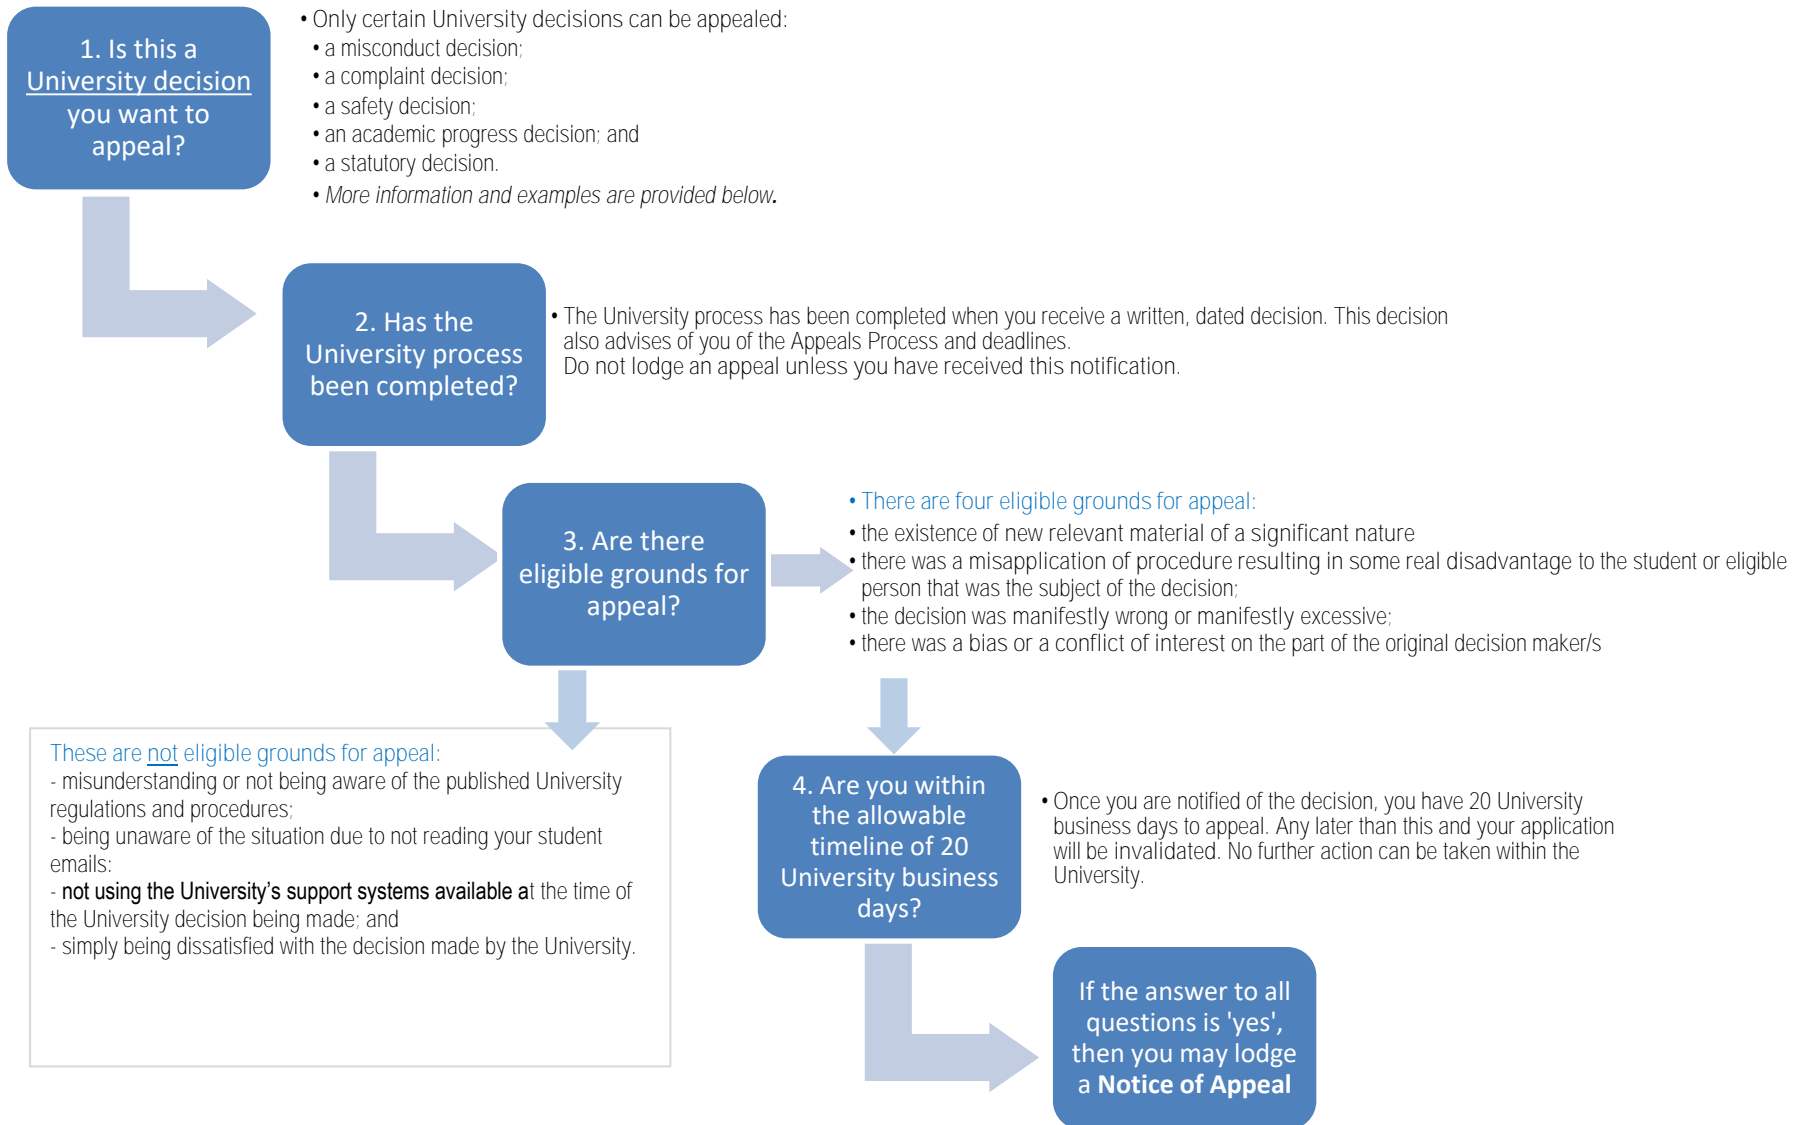 1. Is this a
University decision
you want to
appeal?
• Only certain University decisions can be appealed:
• a misconduct decision;
• a complaint decision;
• a safety decision;
• an academic progress decision; and
• a statutory decision.
• More information and examples are provided below.
2. Has the
University process
been completed?
• The University process has been completed when you receive a written, dated decision. This decision
also advises of you of the Appeals Process and deadlines.
Do not lodge an appeal unless you have received this notification.
3. Are there
eligible grounds for
appeal?
• There are four eligible grounds for appeal:
• the existence of new relevant material of a significant nature
• there was a misapplication of procedure resulting in some real disadvantage to the student or eligible
person that was the subject of the decision;
• the decision was manifestly wrong or manifestly excessive;
• there was a bias or a conflict of interest on the part of the original decision maker/s
These are not eligible grounds for appeal:
- misunderstanding or not being aware of the published University
regulations and procedures;
- being unaware of the situation due to not reading your student
emails:
- not using the University’s support systems available at the time of
the University decision being made; and
- simply being dissatisfied with the decision made by the University.
4. Are you within
the allowable
timeline of 20
University business
days?
• Once you are notified of the decision, you have 20 University
business days to appeal. Any later than this and your application
will be invalidated. No further action can be taken within the
University.
If the answer to all
questions is 'yes',
then you may lodge
a Notice of Appeal